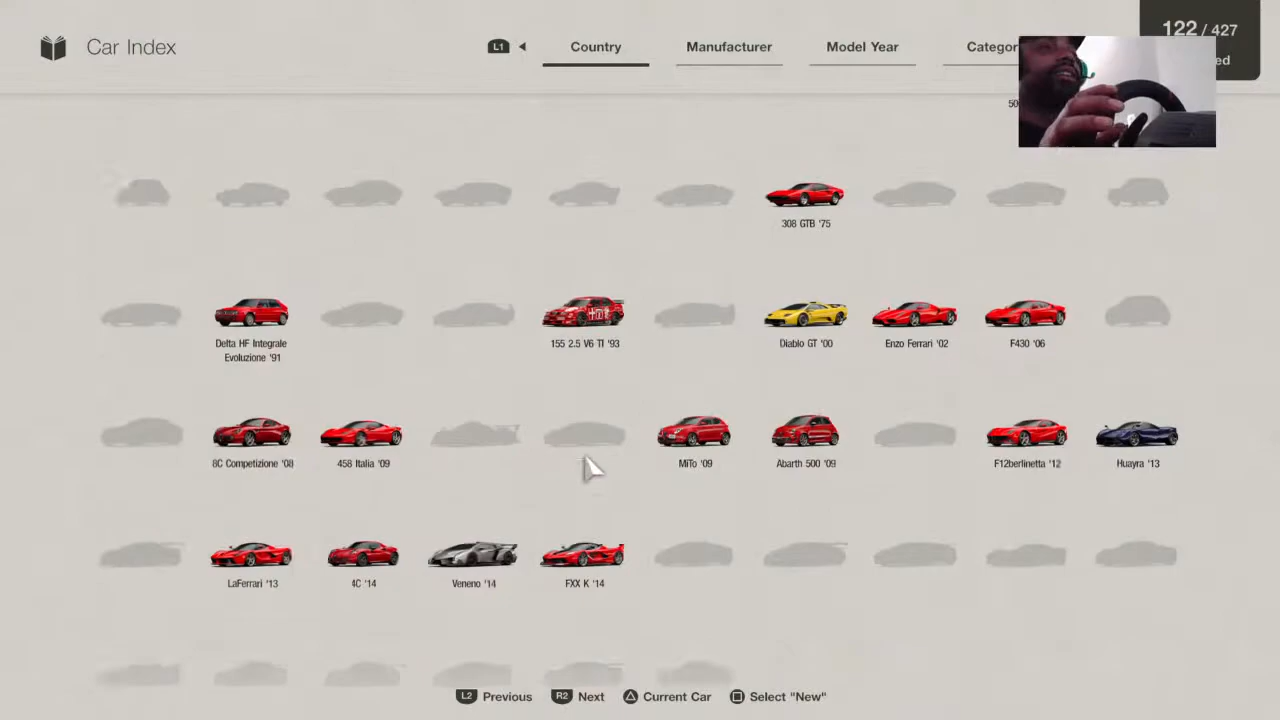 Car Index
L1
Country
Manufacturer
Model Year
Categor
122 / 427
ed
50
308 GTB '75
Delta HF Integrale
Evoluzione '91
155 2.5 V6 TI '93
Diablo GT '00
Enzo Ferrari '02
F430 '06
8C Competizione '08
458 Italia '09
MiTo '09
Abarth 500 '09
F12berlinetta '12
Huayra '13
LaFerrari '13
4C '14
Veneno '14
FXX K '14
L2 Previous
R2 Next
Current Car
Select "New"